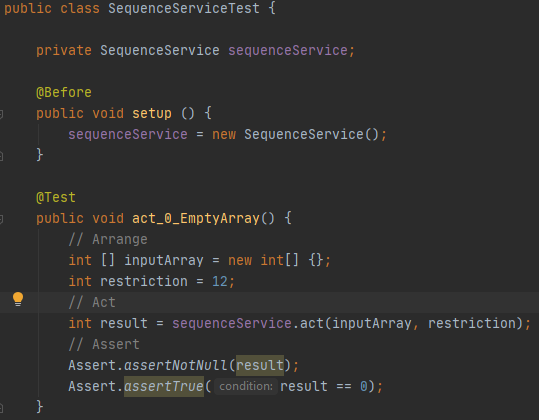 public class SequenceServiceTest {
private SequenceService sequenceService;
@Before
public void setup () {
sequenceService = new SequenceService();
}
@Test
public void act_0_EmptyArray() {
// Arrange
int [] inputArray = new int[] {};
int restriction = 12;
// Act
int result = sequenceService.act(inputArray, restriction);
// Assert
Assert.assertNotNull(result);
Assert.assertTrue( condition: result == 0);
}